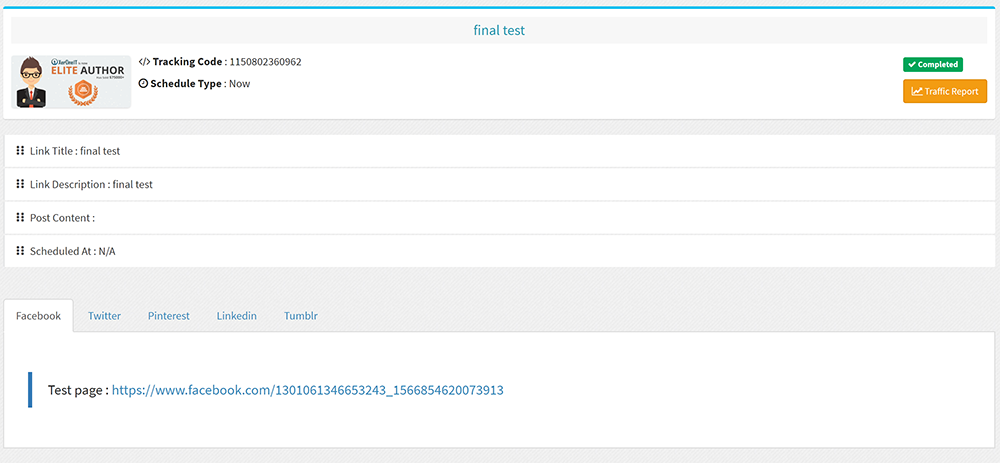 final test
XerOneIT
ELITE AUTHOR
</> Tracking Code : 1150802360962
Schedule Type : Now
Completed
Traffic Report
Link Title : final test
Link Description : final test
Post Content :
Scheduled At : N/A
Facebook Twitter Pinterest Linkedin Tumblr
Test page : https://www.facebook.com/1301061346653243_1566854620073913